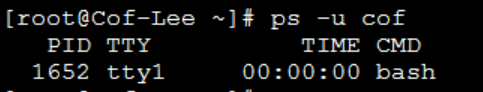 [root@Cof-Lee ~]# ps -u cof
PID TTY TIME CMD
1652 tty1 00:00:00 bash